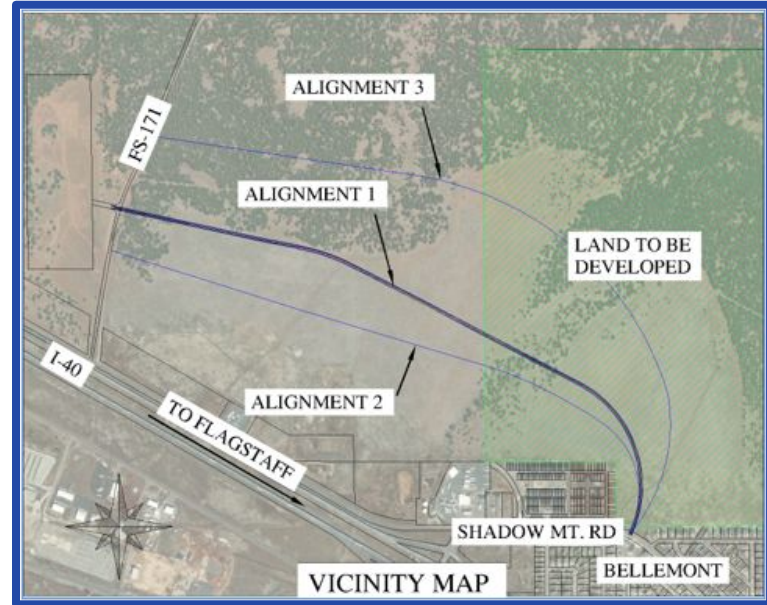 ALIGNMENT 3
FS-171
ALIGNMENT 1
LAND TO BE
DEVELOPED
I-40
ALIGNMENT 2
TO FLAGSTAFF
SHADOW MT. RD
BELLEMONT
VICINITY MAP